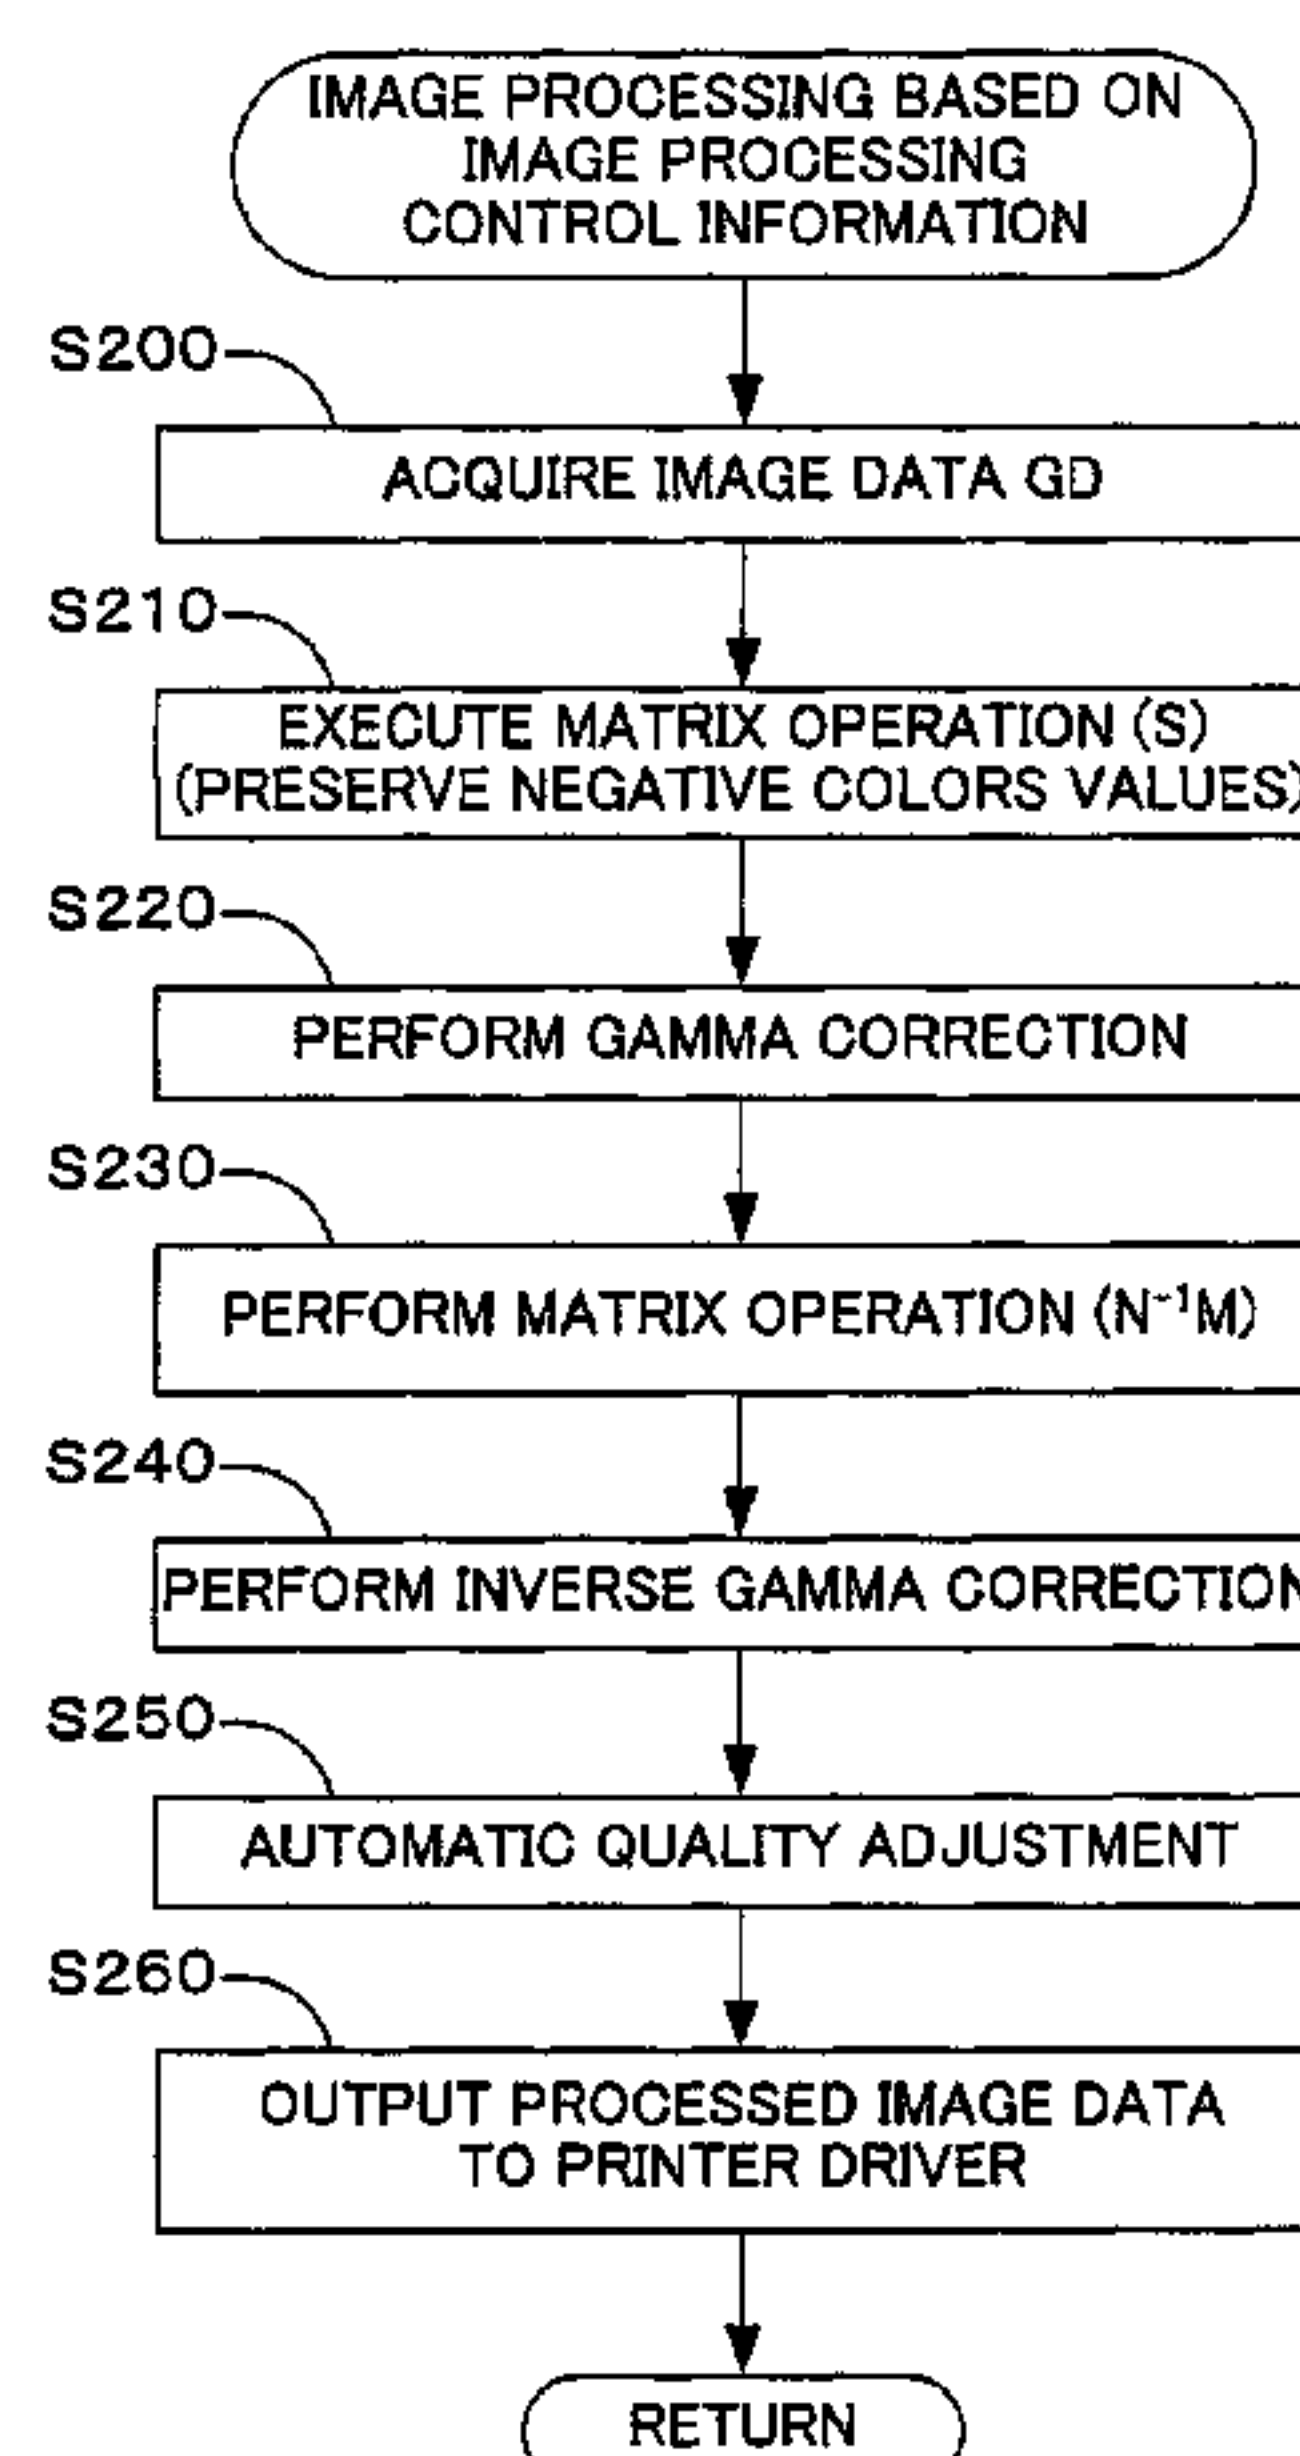 IMAGE PROCESSING BASED ON
IMAGE PROCESSING
CONTROL INFORMATION
S200
ACQUIRE IMAGE DATA GD
S210
EXECUTE MATRIX OPERATION (S)
(PRESERVE NEGATIVE COLORS VALUES)
S220
PERFORM GAMMA CORRECTION
S230
PERFORM MATRIX OPERATION (N⁻¹M)
S240
PERFORM INVERSE GAMMA CORRECTION
S250
AUTOMATIC QUALITY ADJUSTMENT
S260
OUTPUT PROCESSED IMAGE DATA
TO PRINTER DRIVER
RETURN